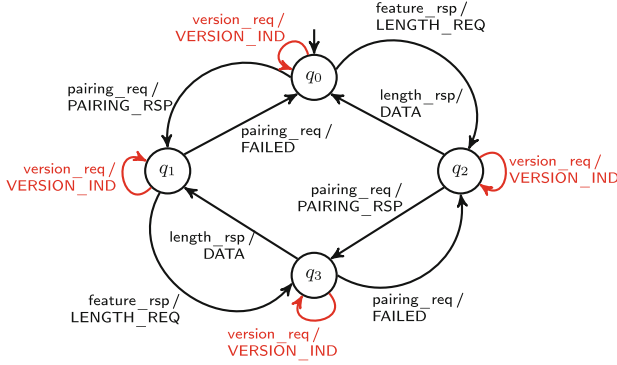 feature_rsp /
LENGTH_REQ
version_req /
VERSION_IND
q0
pairing_req /
PAIRING_RSP
length_rsp/
DATA
pairing_req /
FAILED
version_req /
VERSION_IND
q1
q2
version_req /
VERSION_IND
pairing_req /
PAIRING_RSP
length_rsp /
DATA
q3
feature_rsp /
LENGTH_REQ
pairing_req /
FAILED
version_req /
VERSION_IND